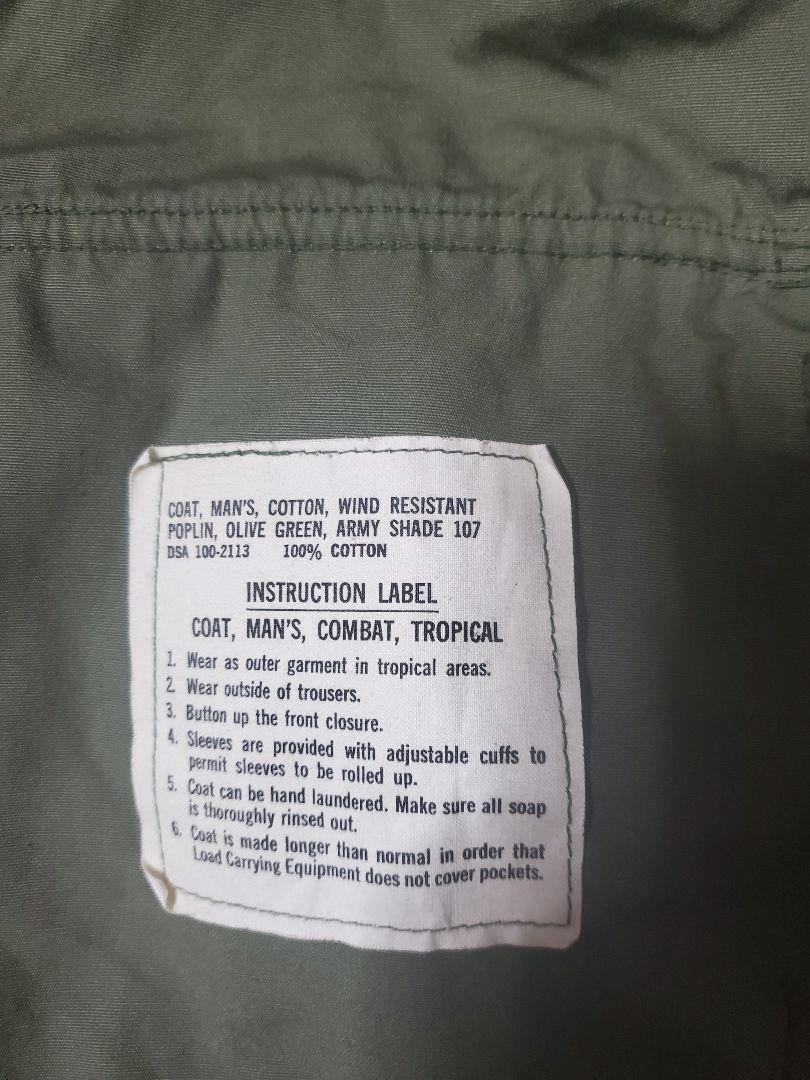 COAT, MAN'S, COTTON, WIND RESISTANT
POPLIN, OLIVE GREEN, ARMY SHADE 107
DSA 100-2113 100% COTTON
INSTRUCTION LABEL
COAT, MAN'S, COMBAT, TROPICAL
1. Wear as outer garment in tropical areas.
2. Wear outside of trousers.
3. Button up the front closure.
4. Sleeves are provided with adjustable cuffs to
permit sleeves to be rolled up.
5. Coat can be hand laundered. Make sure all soap
is thoroughly rinsed out.
6. Coat is made longer than normal in order that
Load Carrying Equipment does not cover pockets.